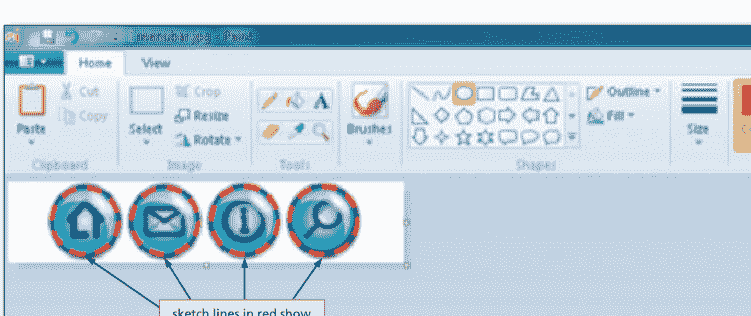 Home View
Cut
Copy
Paste
Clipboard
Select
Crop
Resize
Rotate
Image
Tools
Brushes
Shapes
Outline
Fill
Size
sketch lines in red show